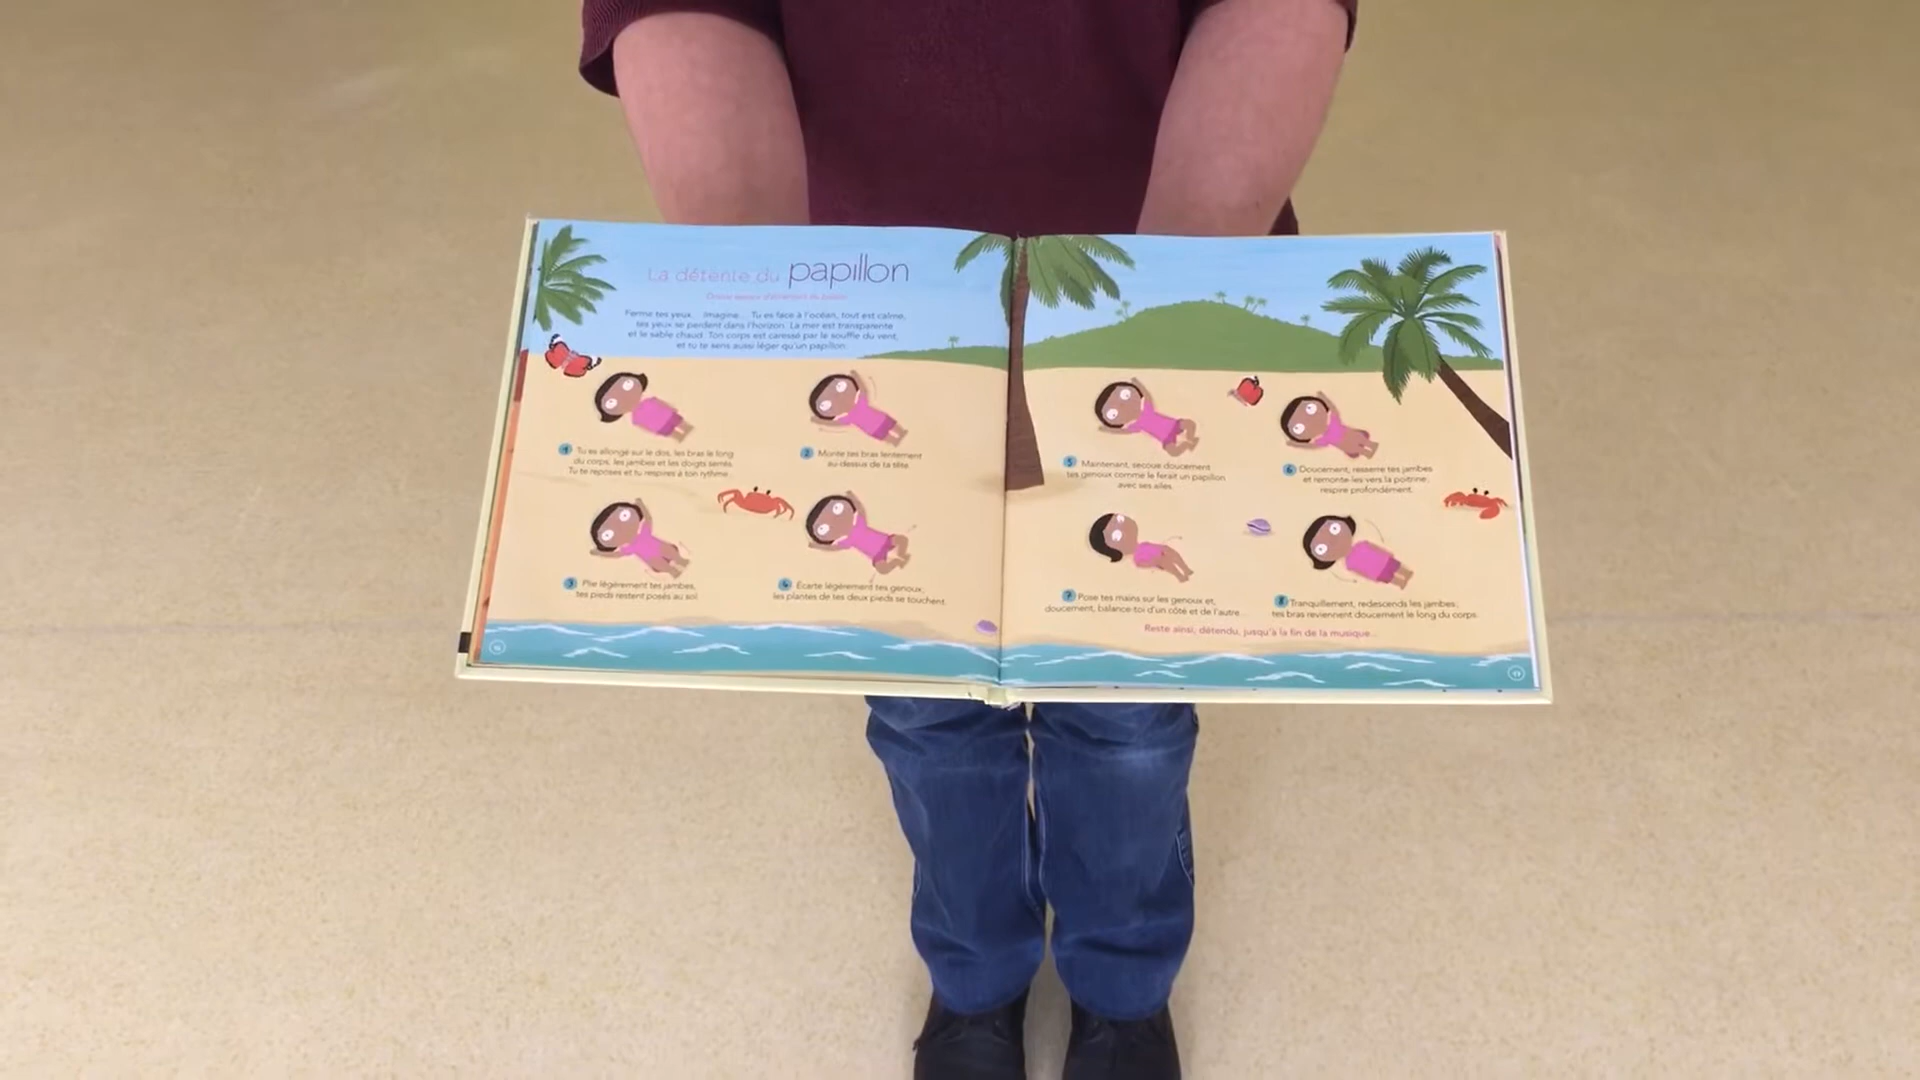 La détente du papillon
Ferme tes yeux... Imagine... Tu es face à l'océan, tout est calme,
tes yeux se perdent dans l'horizon. La mer est transparente
et le sable chaud. Ton corps est caressé par le souffle du vent,
et tu te sens aussi léger qu'un papillon.
1 Tu es allongé sur le dos, les bras le long
du corps, les jambes et les doigts serrés.
Tu te reposes et tu respires à ton rythme.
2 Monte tes bras lentement
au-dessus de ta tête.
3 Plie légèrement tes jambes,
tes pieds restent posés au sol.
4 Écarte légèrement tes genoux,
les plantes de tes deux pieds se touchent.
16
5 Maintenant, secoue doucement
tes genoux comme le ferait un papillon
avec ses ailes.
6 Doucement, resserre tes jambes
et remonte-les vers la poitrine;
respire profondément.
7 Pose tes mains sur les genoux et,
doucement, balance-toi d'un côté et de l'autre...
8 Tranquillement, redescends les jambes;
tes bras reviennent doucement le long du corps.
Reste ainsi, détendu, jusqu'à la fin de la musique...
17